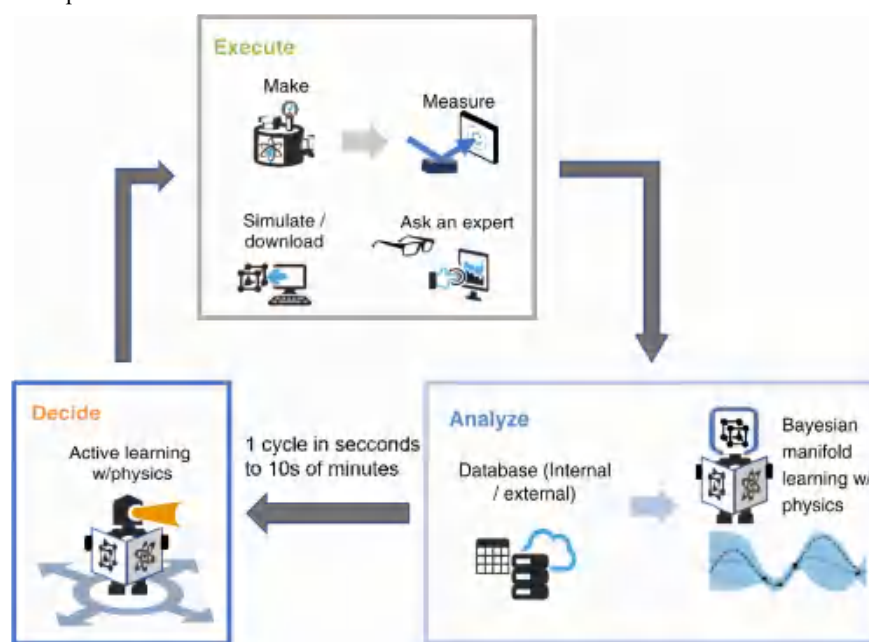 Execute
Make
Measure
Simulate /
download
Ask an expert
Decide
Active learning
w/physics
1 cycle in secconds
to 10s of minutes
Analyze
Database (Internal
/ external)
Bayesian
manifold
learning w/
physics